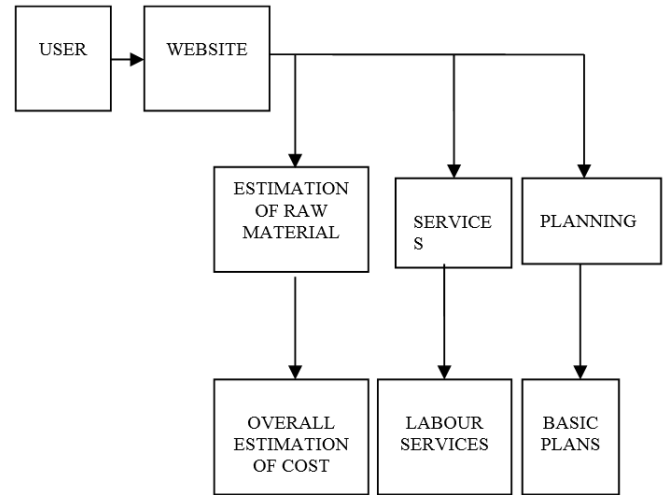 USER
WEBSITE
ESTIMATION
OF RAW
MATERIAL
SERVICE
S
PLANNING
OVERALL
ESTIMATION
OF COST
LABOUR
SERVICES
BASIC
PLANS